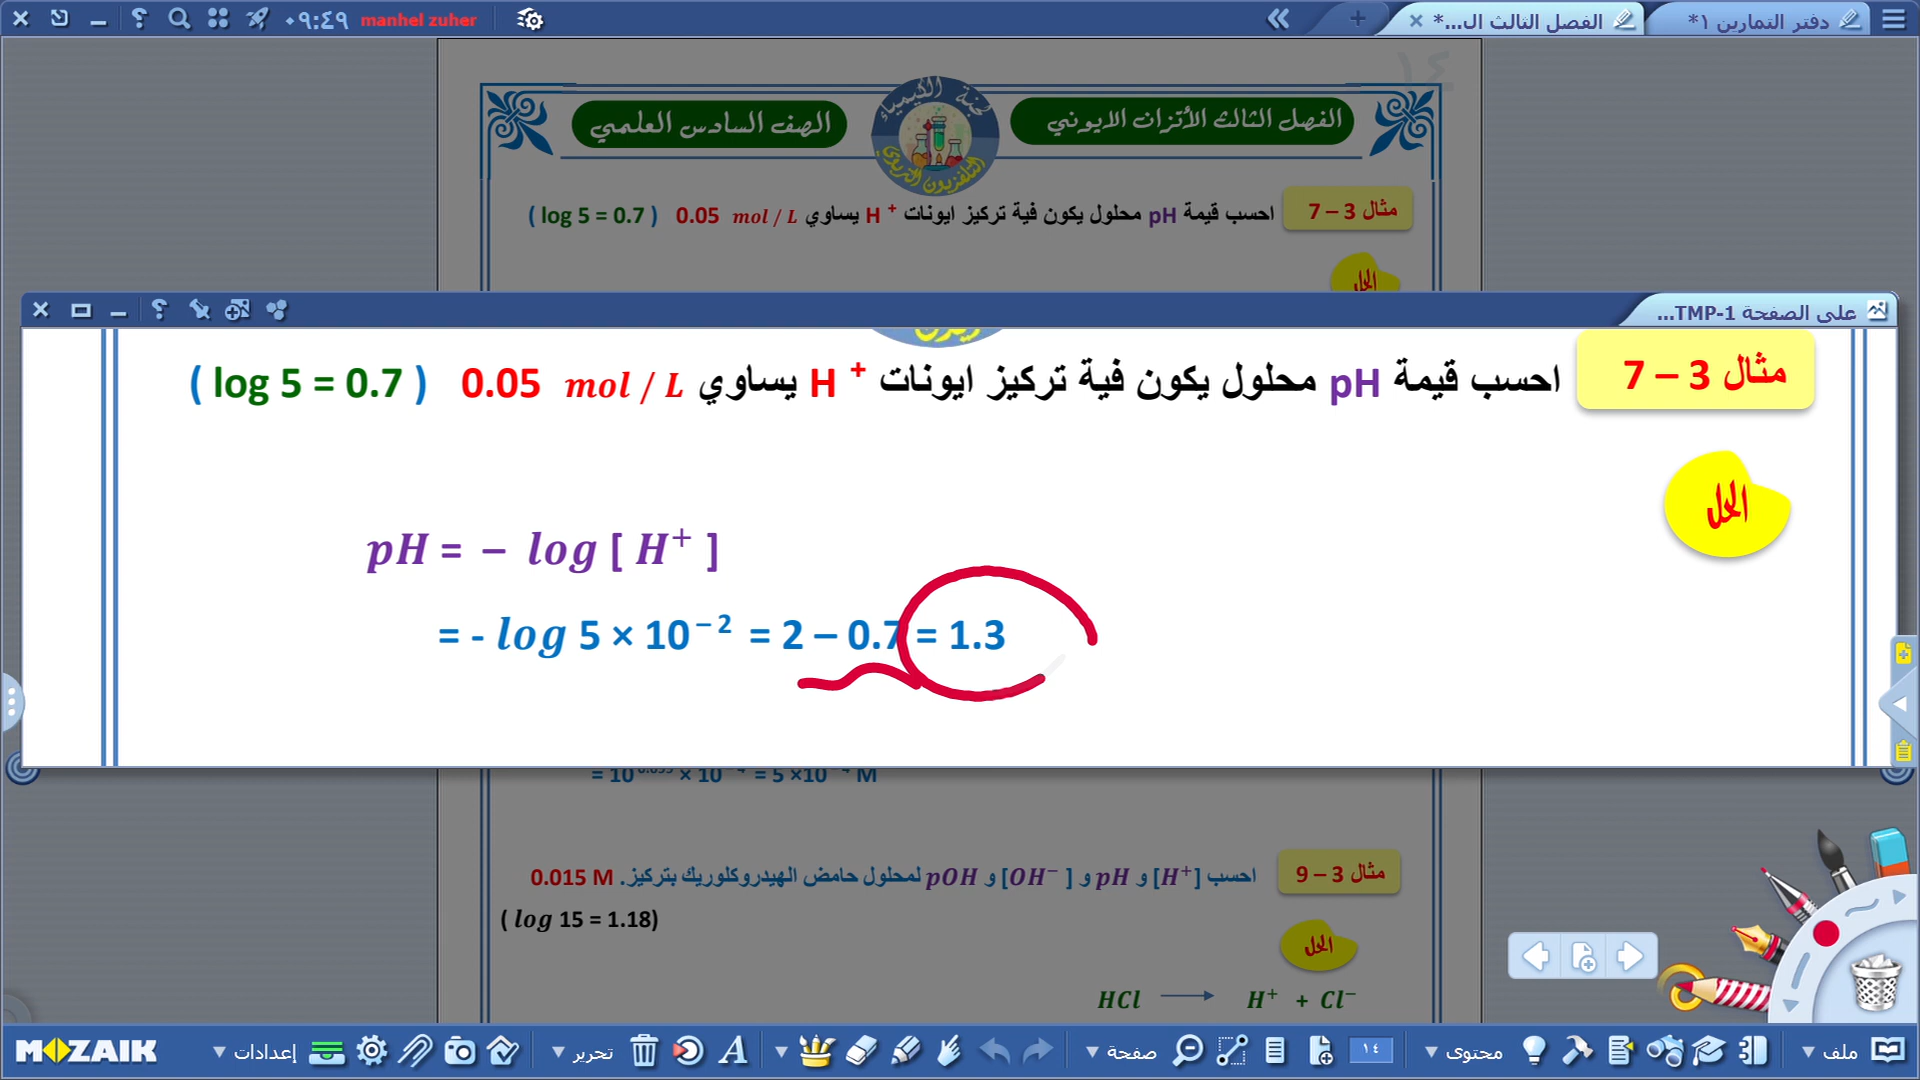 ٠٩:٤٩ manhel zuher
دفتر التمارين ١*
الفصل الثالث ال...*
الفصل الثالث الأتزان الايوني
لجنة الكيمياء
التلفزيون التربوي
الصف السادس العلمي
مثال 3 – 7 احسب قيمة pH محلول يكون فية تركيز ايونات H + يساوي 0.05 mol / L ( log 5 = 0.7 )
الحل
على الصفحة TMP-1...
مثال 3 – 7 احسب قيمة pH محلول يكون فية تركيز ايونات H + يساوي 0.05 mol / L ( log 5 = 0.7 )
الحل
pH = – log [ H⁺ ]
= - log 5 × 10⁻² = 2 – 0.7 = 1.3
مثال 3 – 9 احسب [H⁺] و pH و [OH⁻ ] و pOH لمحلول حامض الهيدروكلوريك بتركيز. 0.015 M
( log 15 = 1.18)
الحل
HCl ⟶ H⁺ + Cl⁻
MOZAIK
إعدادات
تحرير
صفحة
١٤
محتوى
ملف